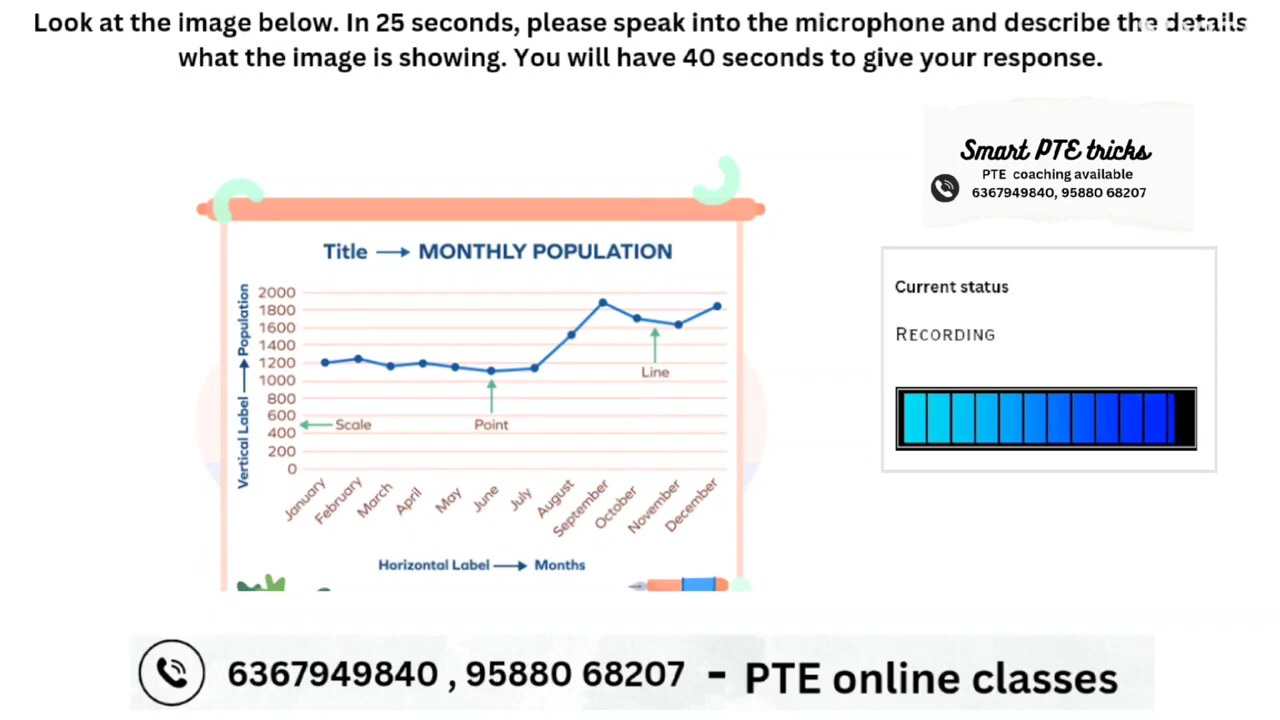 Look at the image below. In 25 seconds, please speak into the microphone and describe the details
what the image is showing. You will have 40 seconds to give your response.
Smart PTE tricks
PTE coaching available
6367949840, 95880 68207
Title → MONTHLY POPULATION
Vertical Label → Population
2000
1800
1600
1400
1200
1000
800
600
400
200
0
Line
Point
Scale
January
February
March
April
May
June
July
August
September
October
November
December
Horizontal Label → Months
Current status
RECORDING
6367949840 , 95880 68207 - PTE online classes